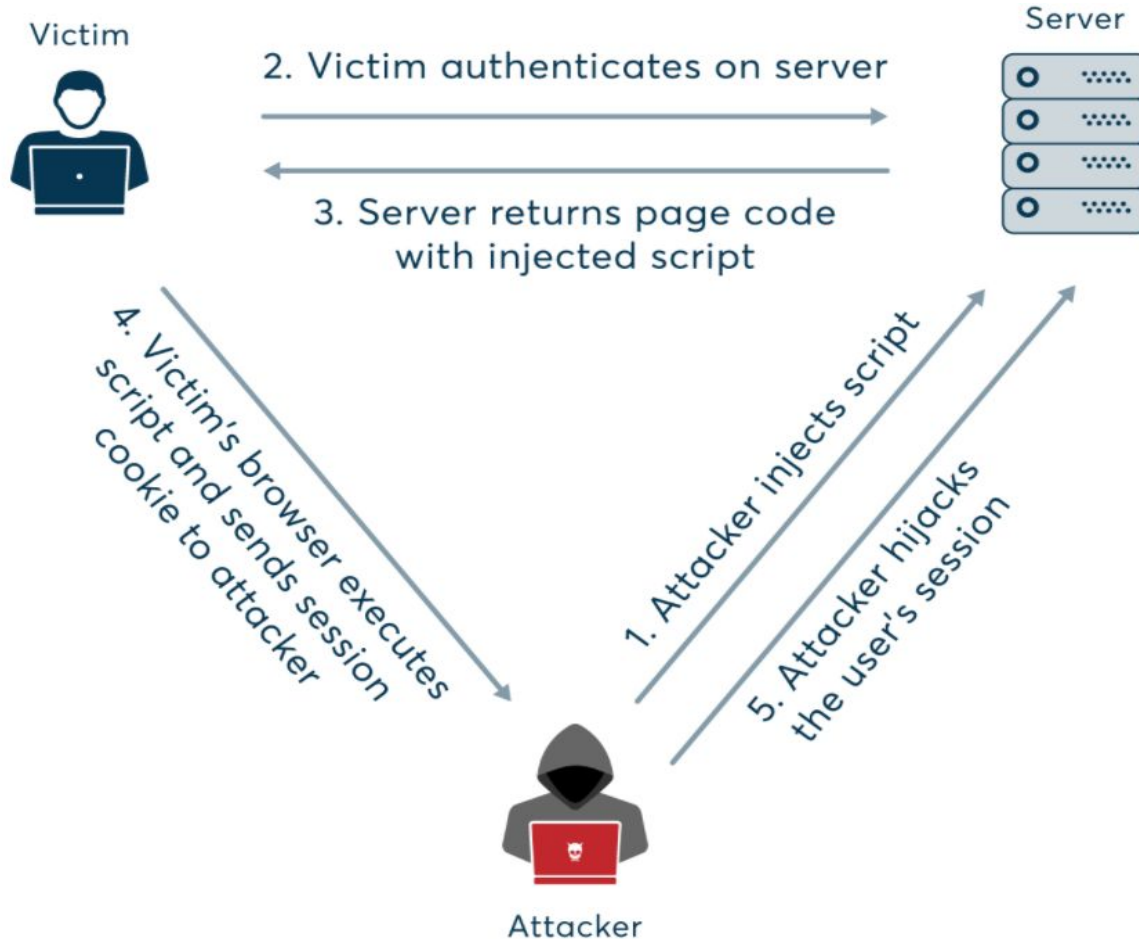 Victim
Server
2. Victim authenticates on server
3. Server returns page code
with injected script
4. Victim's browser executes
script and sends session
cookie to attacker
1. Attacker injects script
5. Attacker hijacks
the user's session
Attacker